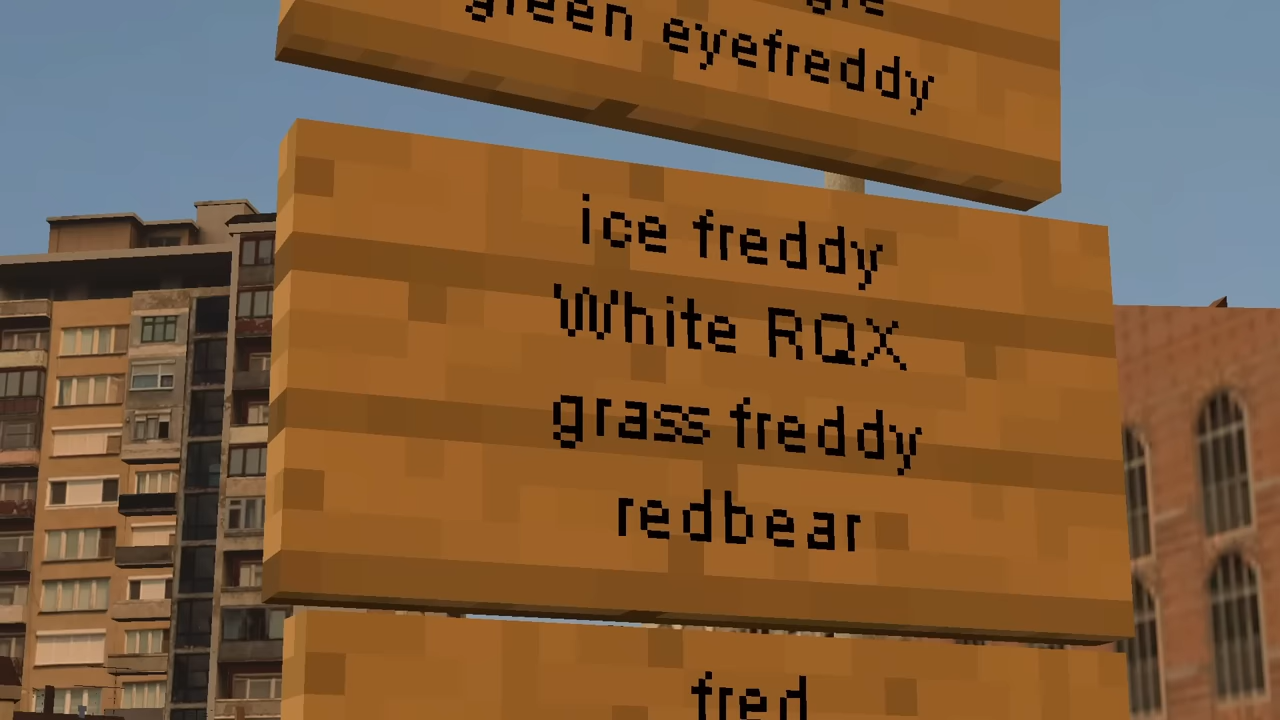 green eyefreddy
ice freddy
White RQX
grass freddy
redbear
fred